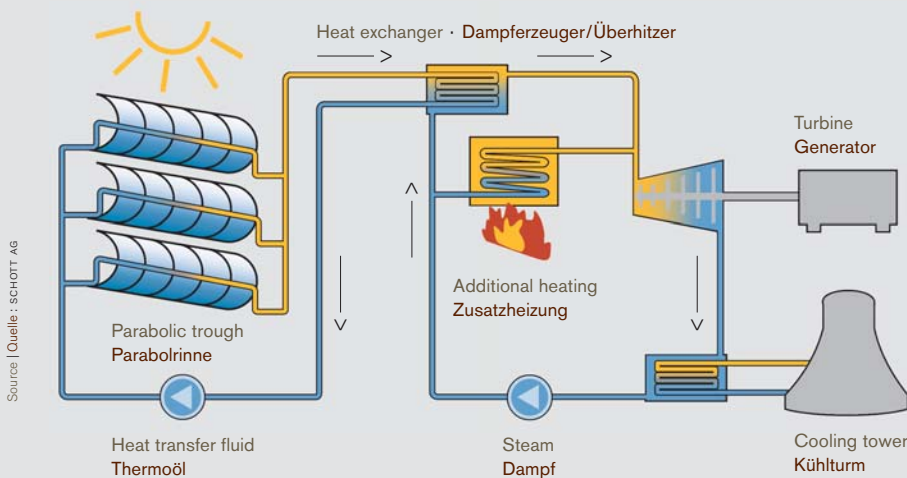 Heat exchanger · Dampferzeuger/Überhitzer
Turbine
Generator
Additional heating
Zusatzheizung
Parabolic trough
Parabolrinne
Source | Quelle: SCHOTT AG
Heat transfer fluid
Thermoöl
Steam
Dampf
Cooling tower
Kühlturm